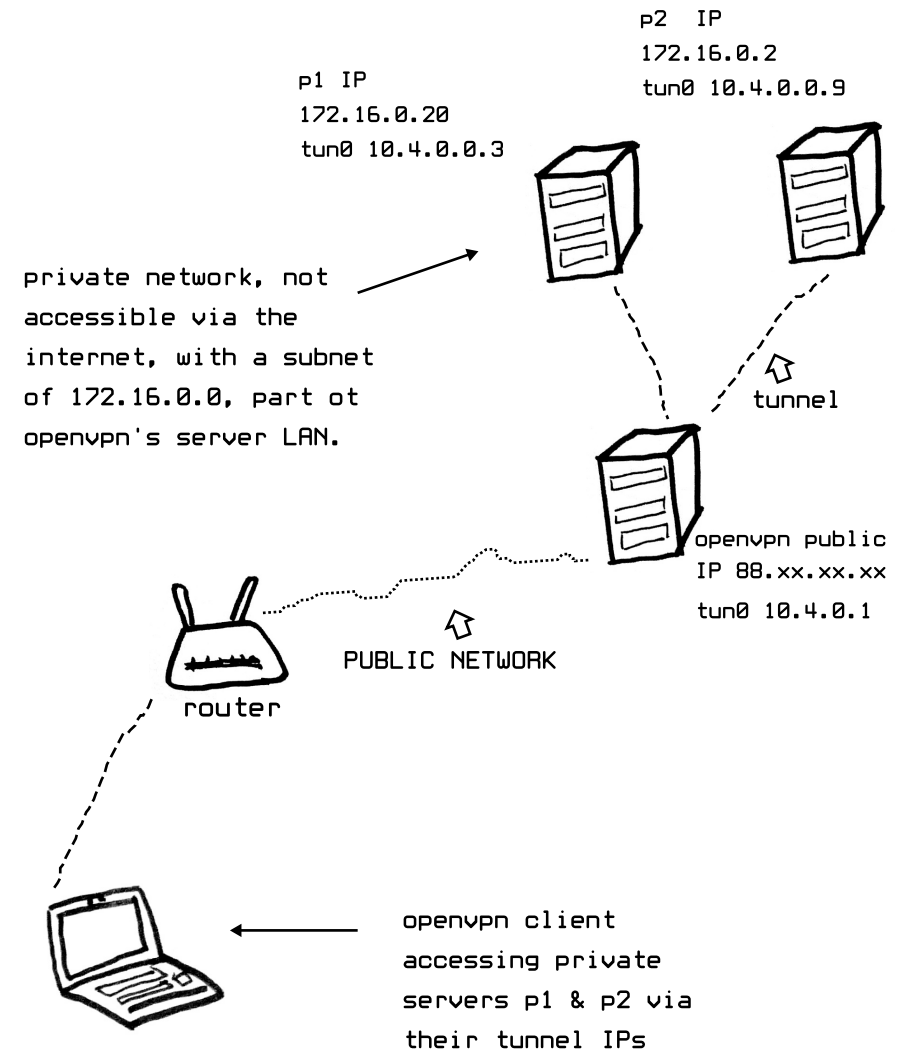 p2 IP
172.16.0.2
tun0 10.4.0.0.9
p1 IP
172.16.0.20
tun0 10.4.0.0.3
private network, not
accessible via the
internet, with a subnet
of 172.16.0.0, part ot
openvpn's server LAN.
tunnel
openvpn public
IP 88.xx.xx.xx
tun0 10.4.0.1
PUBLIC NETWORK
router
openvpn client
accessing private
servers p1 & p2 via
their tunnel IPs